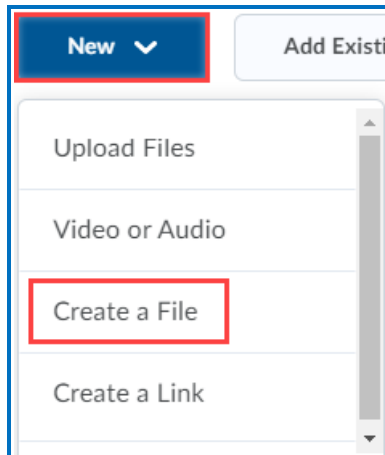 New
Add Existi
Upload Files
Video or Audio
Create a File
Create a Link